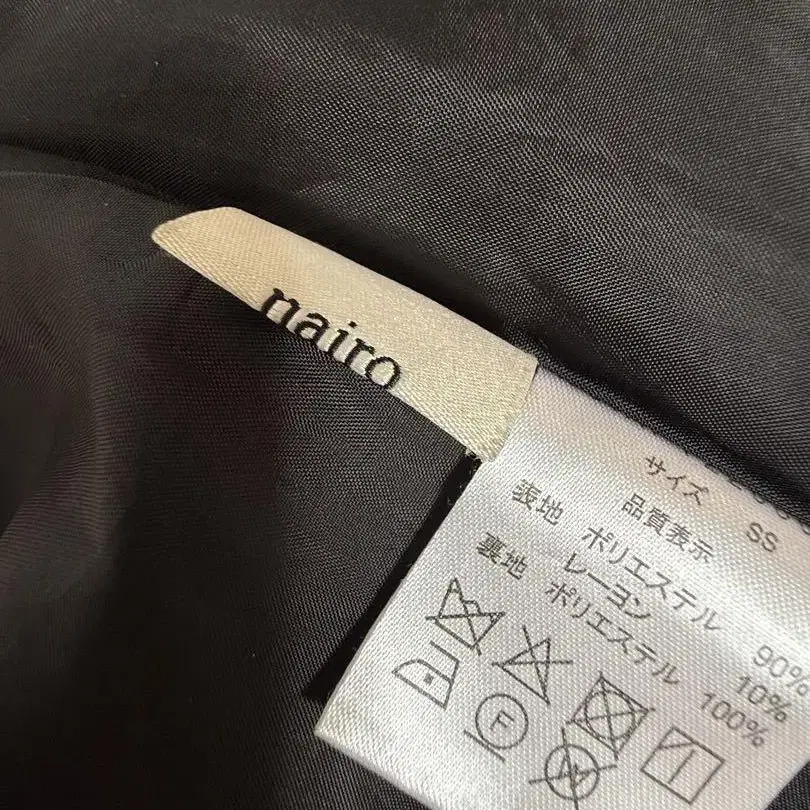 nairo
サイズ SS
品質表示
表地 ポリエステル 90%
レーヨン 10%
裏地 ポリエステル 100%
F